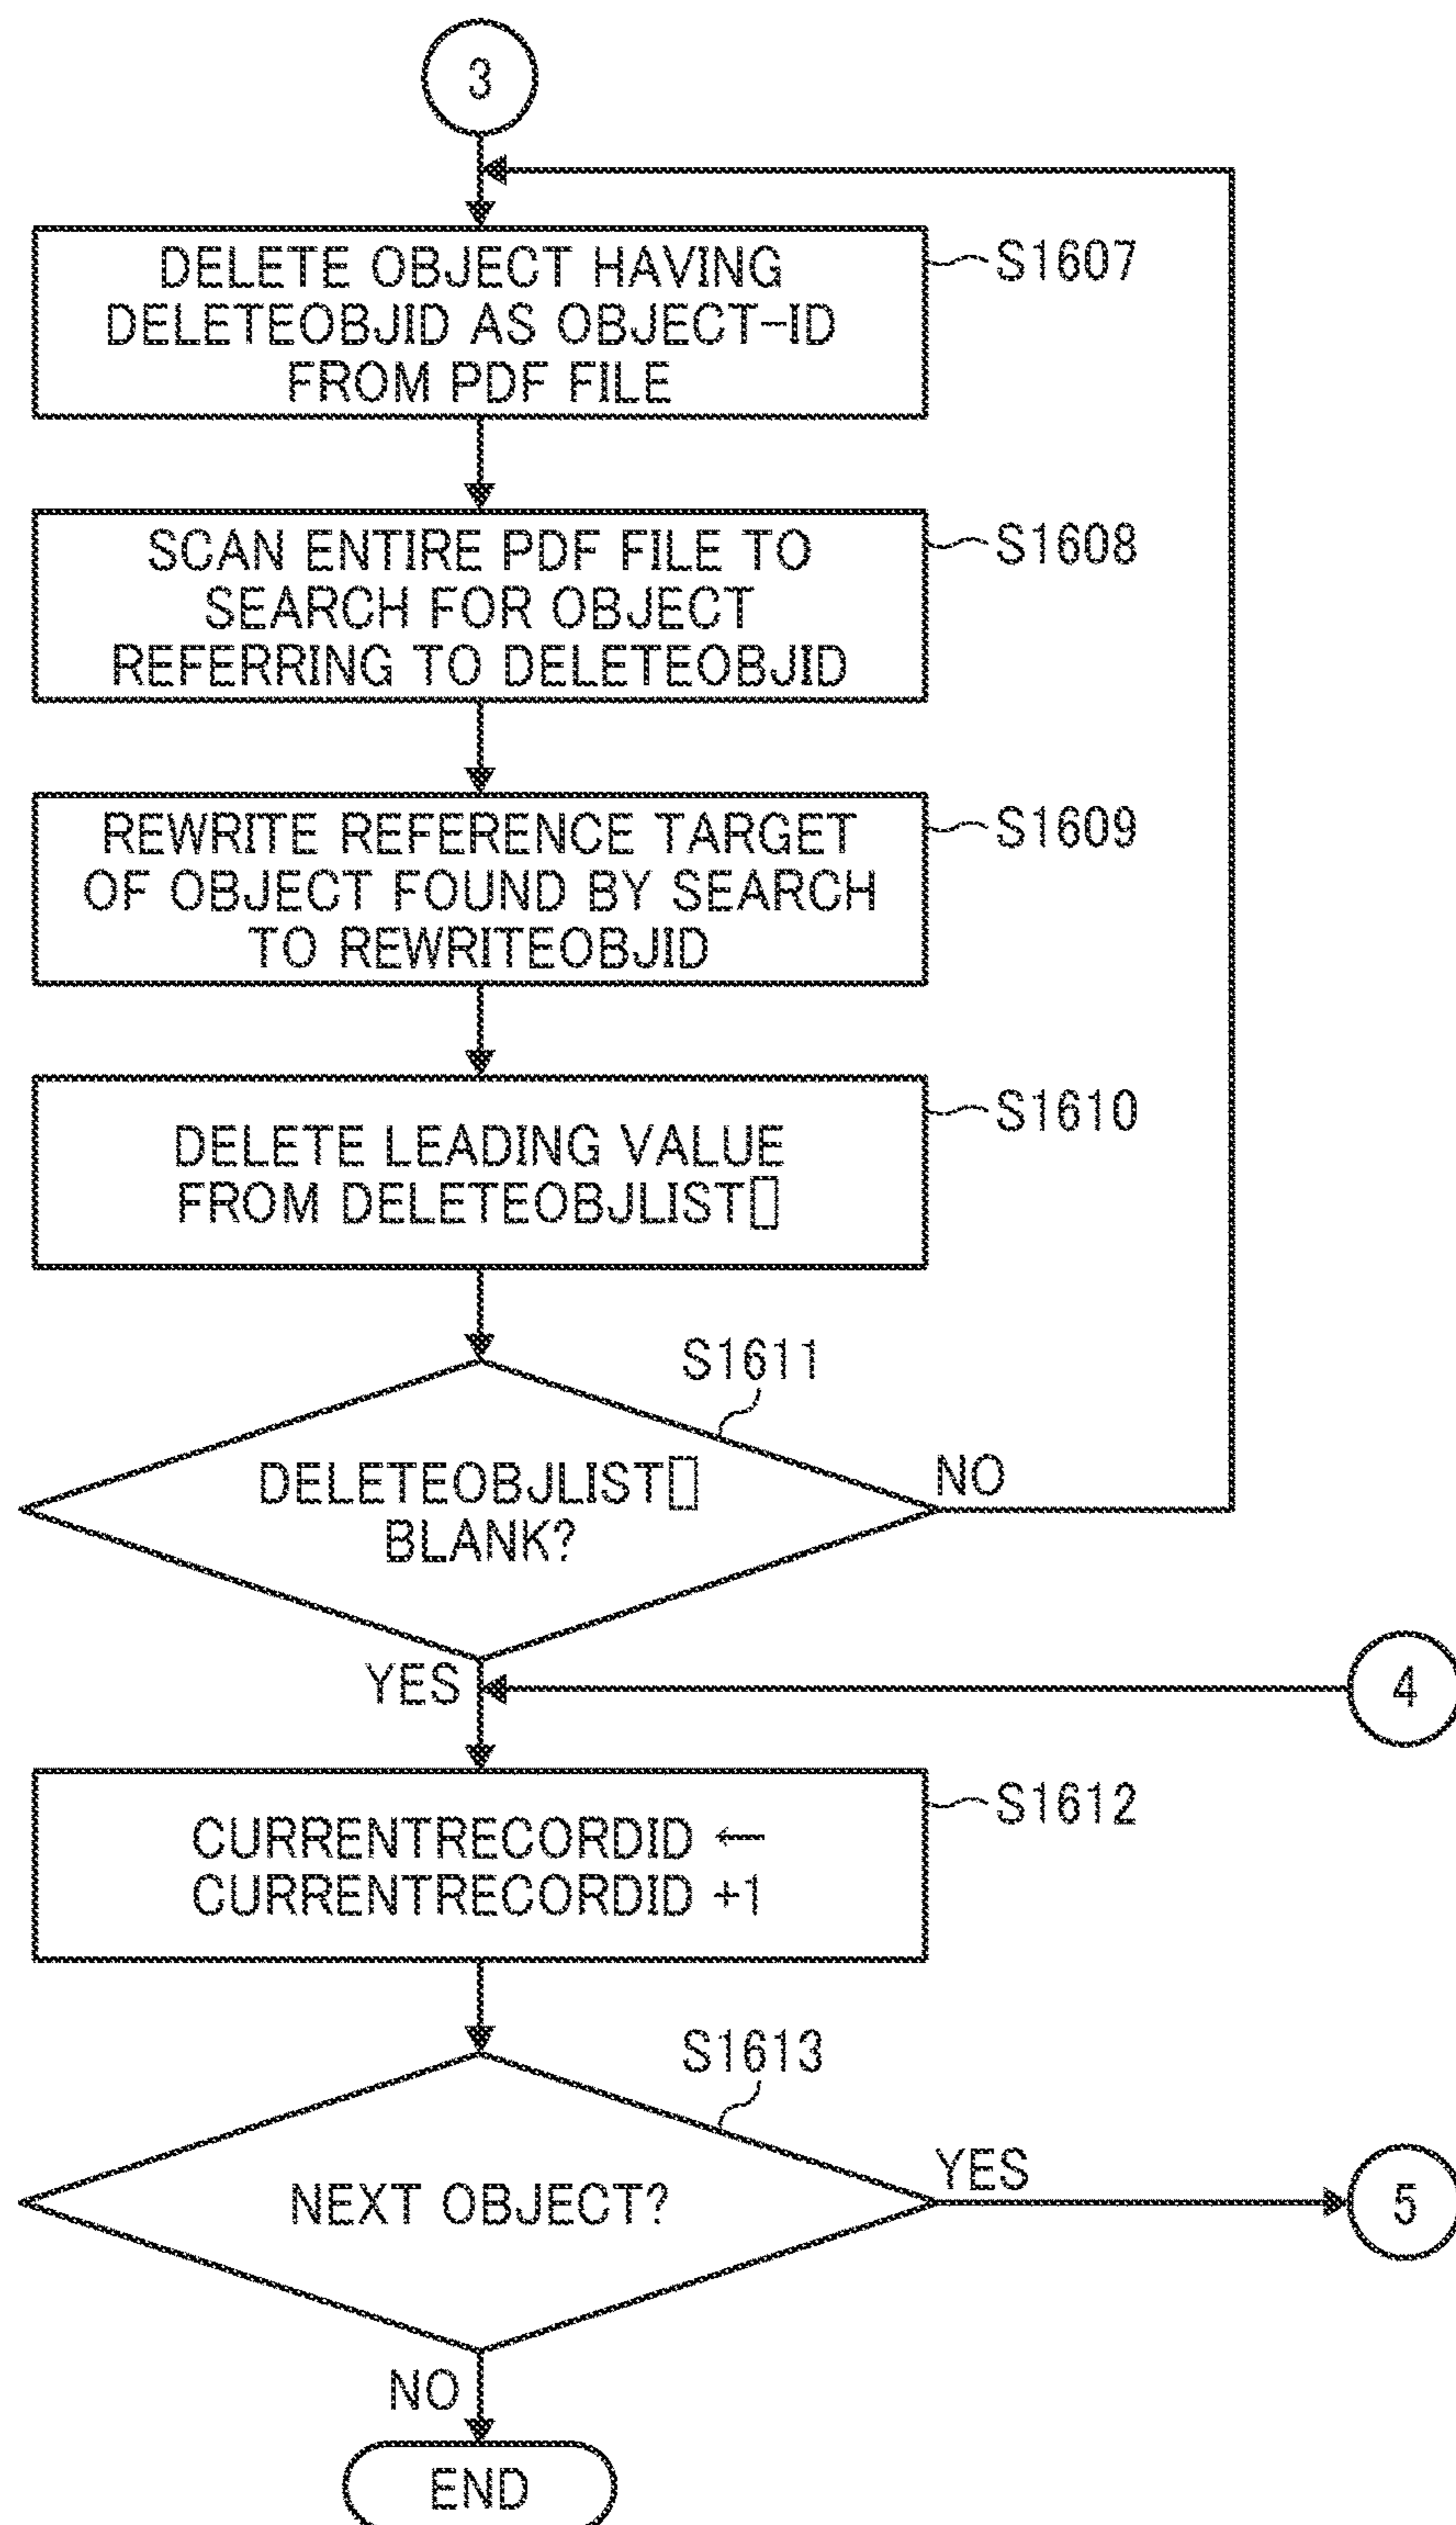 3
DELETE OBJECT HAVING
DELETEOBJID AS OBJECT-ID
FROM PDF FILE
S1607
SCAN ENTIRE PDF FILE TO
SEARCH FOR OBJECT
REFERRING TO DELETEOBJID
S1608
REWRITE REFERENCE TARGET
OF OBJECT FOUND BY SEARCH
TO REWRITEOBJID
S1609
DELETE LEADING VALUE
FROM DELETEOBJLIST[]
S1610
S1611
DELETEOBJLIST[]
BLANK?
NO
YES
4
CURRENTRECORDID ←
CURRENTRECORDID +1
S1612
S1613
NEXT OBJECT?
YES
5
NO
END